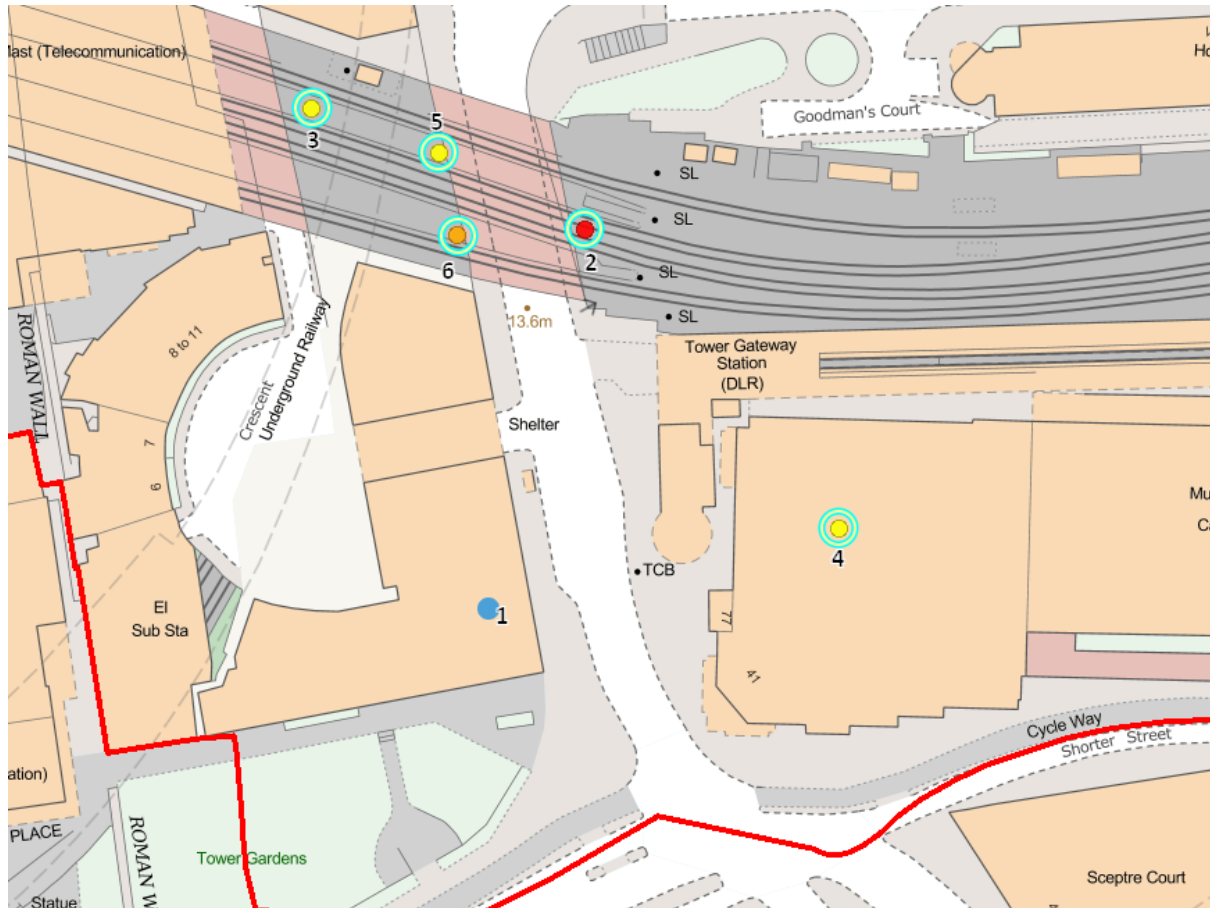 Mast (Telecommunication)
Ho
Goodman's Court
5
3
SL
SL
2
6
SL
ROMAN WALL
8 to 11
Crescent
Underground Railway
13.6m
SL
Tower Gateway
Station
(DLR)
Shelter
7
6
Mu
Ca
4
TCB
El
Sub Sta
1
77
41
Cycle Way
Shorter Street
ation)
PLACE
ROMAN W
Tower Gardens
Statue
Sceptre Court